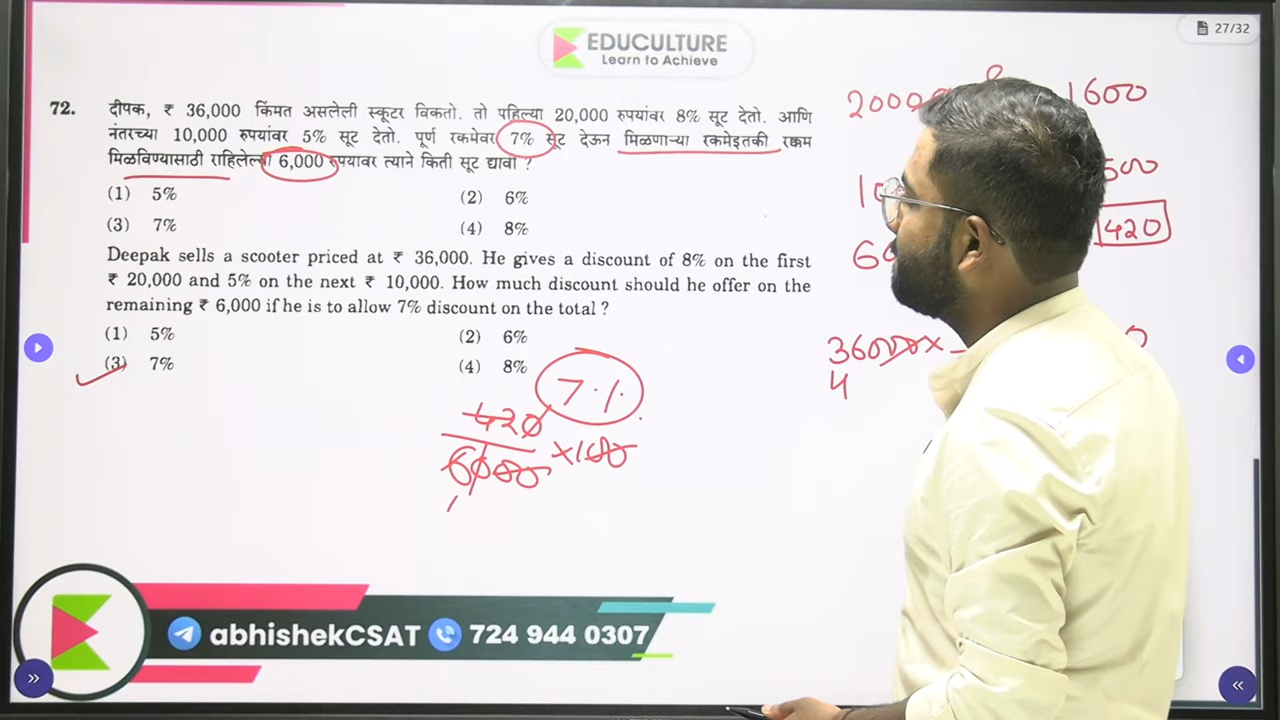 EDUCULTURE
Learn to Achieve
27/32
72. दीपक, ₹ 36,000 किंमत असलेली स्कूटर विकतो. तो पहिल्या 20,000 रुपयांवर 8% सूट देतो. आणि
नंतरच्या 10,000 रुपयांवर 5% सूट देतो. पूर्ण रकमेवर 7% सूट देऊन मिळणाऱ्या रकमेइतकी रक्कम
मिळविण्यासाठी राहिलेल्या 6,000 रुपयावर त्याने किती सूट द्यावी ?
(1) 5% (2) 6%
(3) 7% (4) 8%
Deepak sells a scooter priced at ₹ 36,000. He gives a discount of 8% on the first
₹ 20,000 and 5% on the next ₹ 10,000. How much discount should he offer on the
remaining ₹ 6,000 if he is to allow 7% discount on the total ?
(1) 5% (2) 6%
(3) 7% (4) 8%
7%
420
6000 ×100
1600
500
420
36000×
abhishekCSAT 724 944 0307